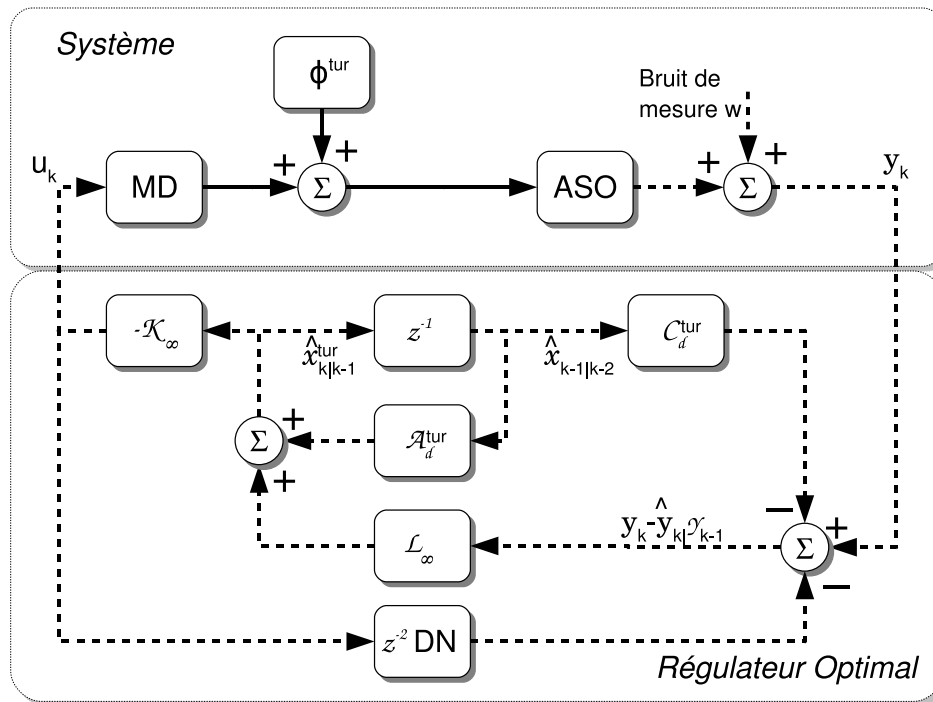 Système
ϕ^tur
Bruit de
mesure w
u_k
+
+
+
+
y_k
MD
Σ
ASO
Σ
-𝒦_∞
z^-1
𝒞_d^tur
x̂^tur_k|k-1
x̂_k-1|k-2
Σ
+
𝒜_d^tur
+
−
ℒ_∞
y_k-ŷ_k|𝒴_k-1
+
Σ
−
z^-2 DN
Régulateur Optimal